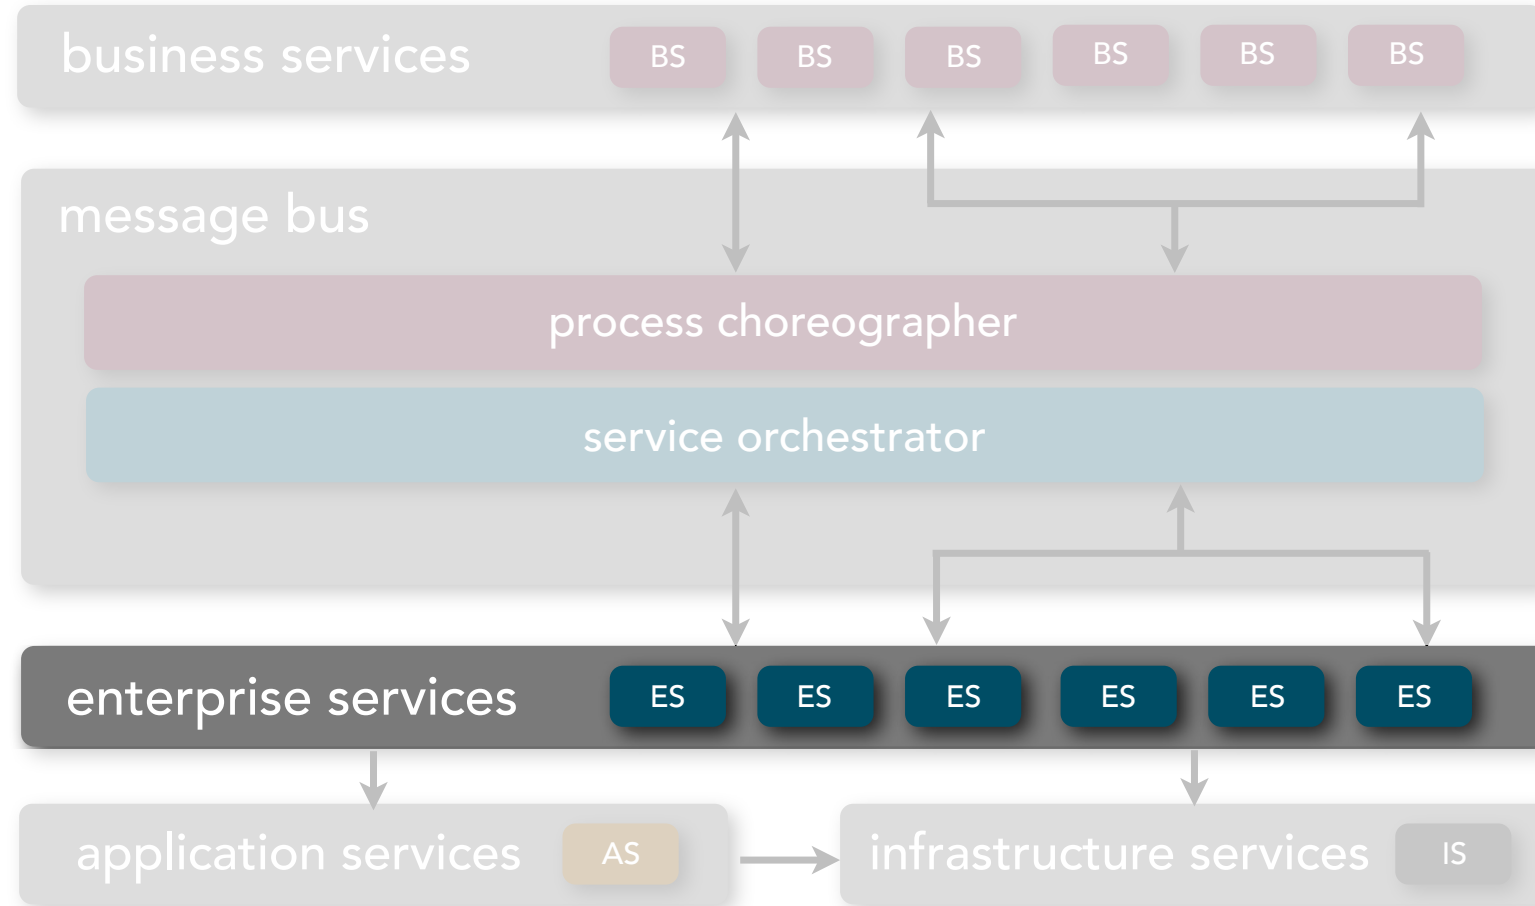 business services
BS BS BS BS BS BS
message bus
process choreographer
service orchestrator
enterprise services
ES ES ES ES ES ES
application services
AS
infrastructure services
IS